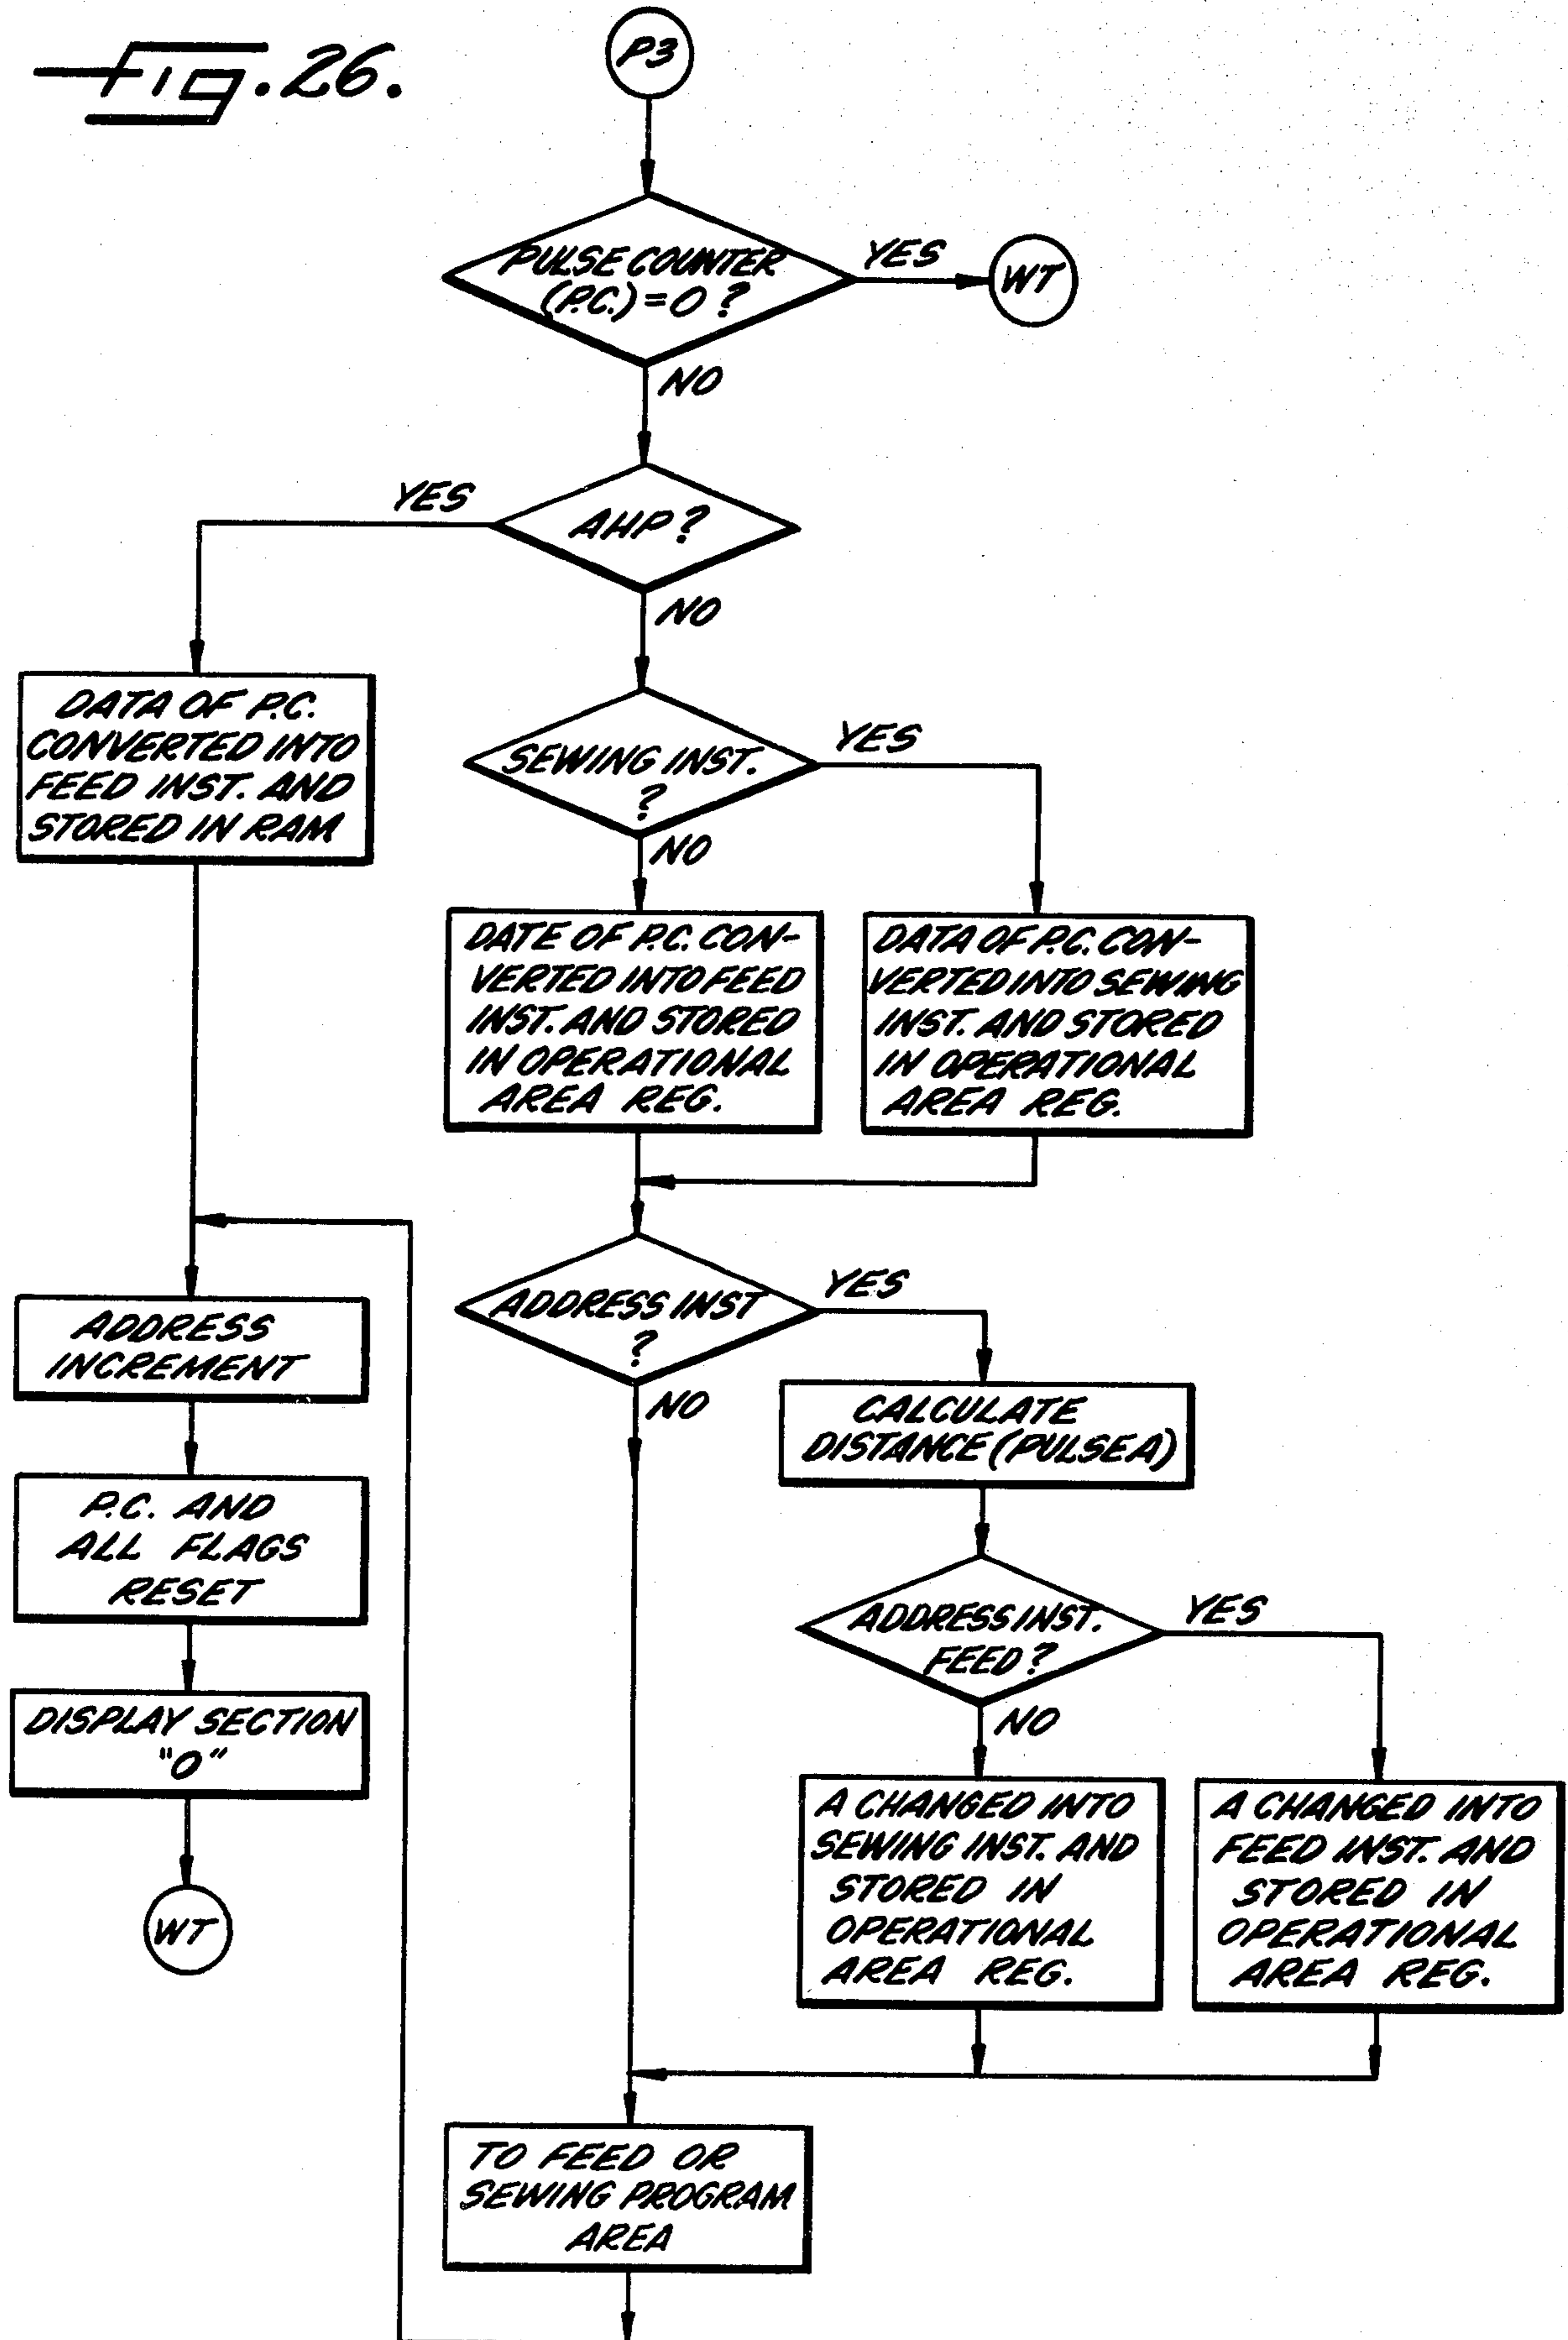 Fig. 26.
P3
PULSE COUNTER
(P.C.) = 0 ?
YES
WT
NO
AHP ?
YES
NO
DATA OF P.C.
CONVERTED INTO
FEED INST. AND
STORED IN RAM
SEWING INST.
?
YES
NO
DATE OF P.C. CON-
VERTED INTO FEED
INST. AND STORED
IN OPERATIONAL
AREA REG.
DATA OF P.C. CON-
VERTED INTO SEWING
INST. AND STORED
IN OPERATIONAL
AREA REG.
ADDRESS INST
?
YES
NO
ADDRESS
INCREMENT
CALCULATE
DISTANCE (PULSEA)
P.C. AND
ALL FLAGS
RESET
ADDRESS INST.
FEED ?
YES
NO
DISPLAY SECTION
"O"
WT
A CHANGED INTO
SEWING INST. AND
STORED IN
OPERATIONAL
AREA REG.
A CHANGED INTO
FEED INST. AND
STORED IN
OPERATIONAL
AREA REG.
TO FEED OR
SEWING PROGRAM
AREA